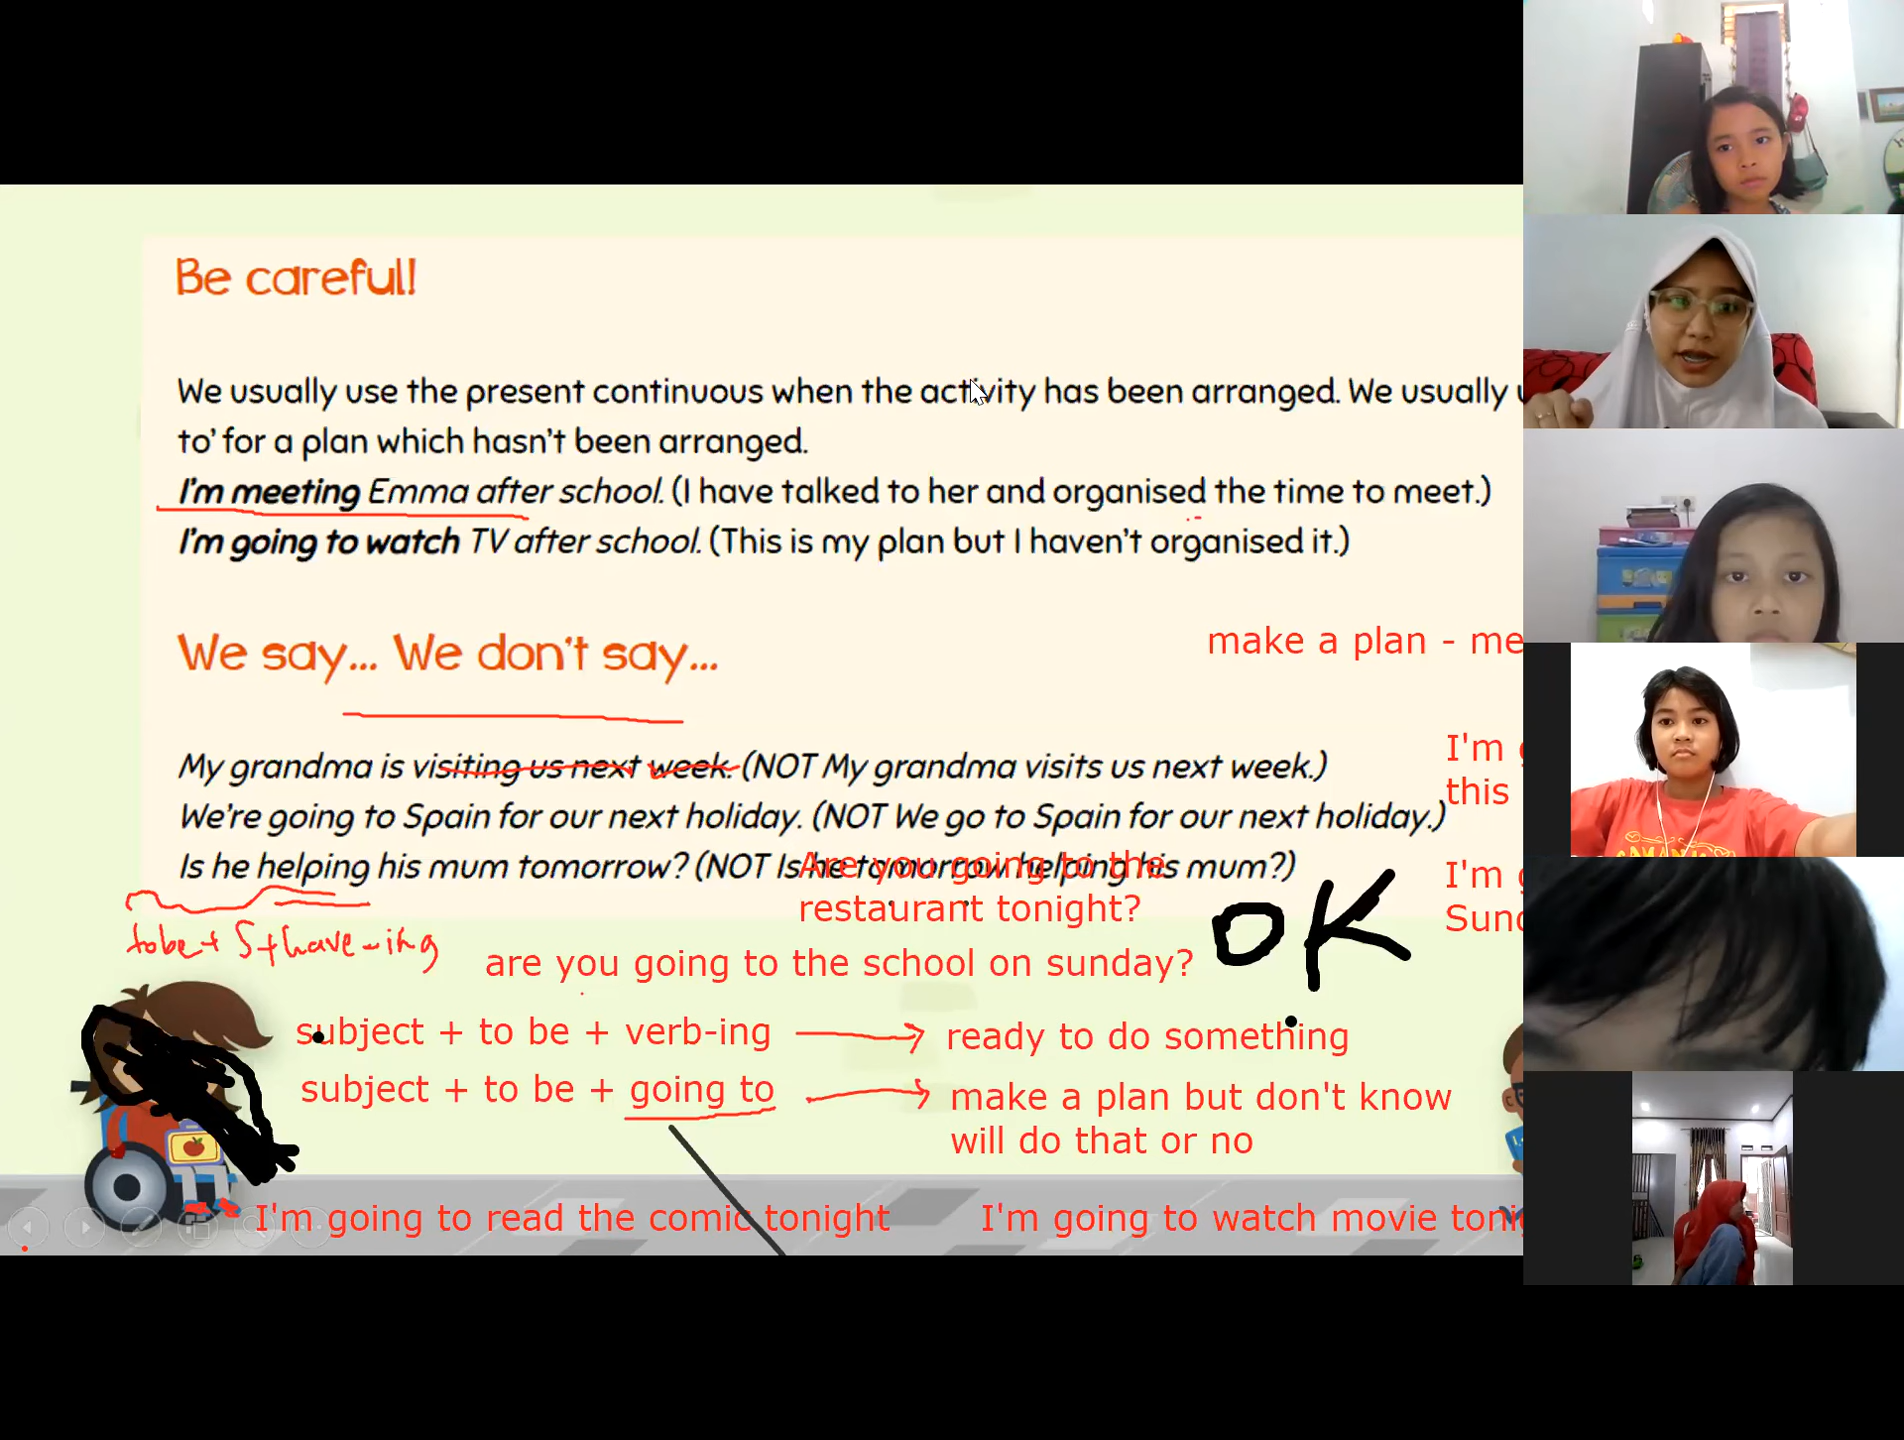 Be careful!
We usually use the present continuous when the activity has been arranged. We usually
to' for a plan which hasn't been arranged.
I'm meeting Emma after school. (I have talked to her and organised the time to meet.)
I'm going to watch TV after school. (This is my plan but I haven't organised it.)
We say... We don't say...
make a plan - me
I'm
this
My grandma is visiting us next week. (NOT My grandma visits us next week.)
We're going to Spain for our next holiday. (NOT We go to Spain for our next holiday.)
Is he helping his mum tomorrow? (NOT Is he tomorrow helping his mum?)
Are you going to the
restaurant tonight?
I'm
OK
to be + S + have - ing
are you going to the school on sunday?
subject + to be + verb-ing
ready to do something
subject + to be + going to
make a plan but don't know
will do that or no
I'm going to read the comic tonight
I'm going to watch movie